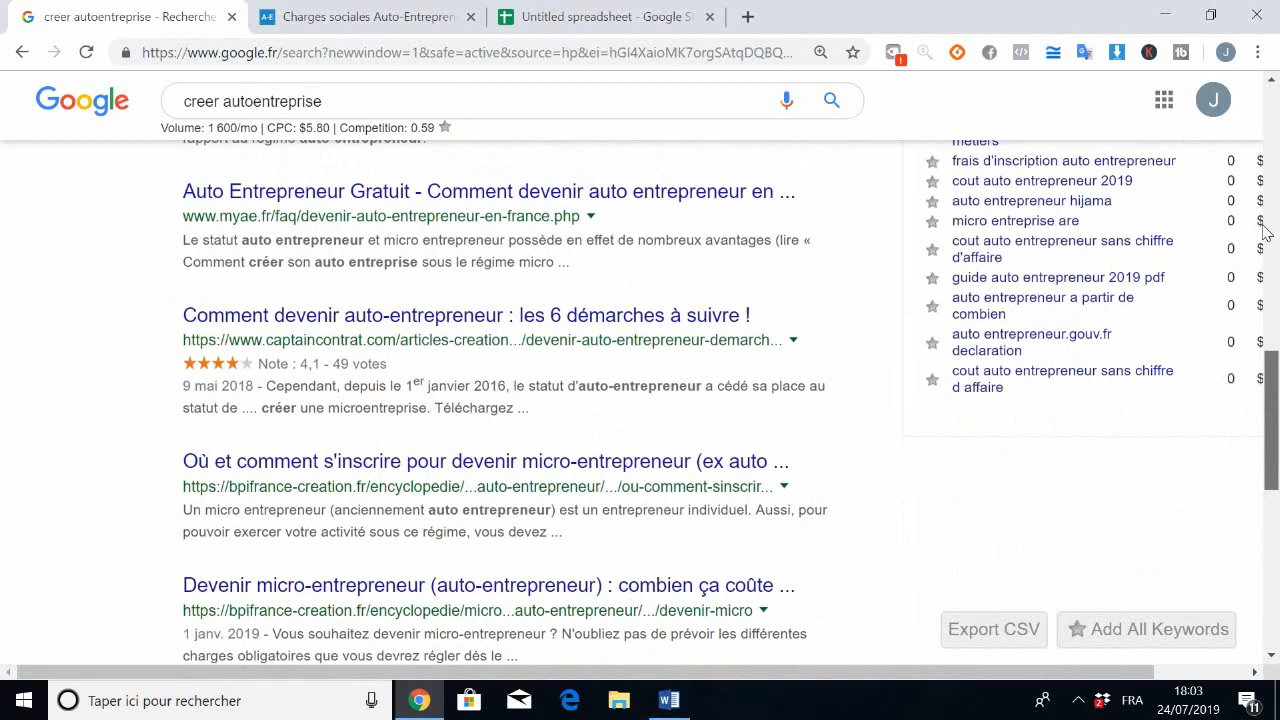 creer autoentreprise - Recherche
Charges sociales Auto-Entrepren
Untitled spreadsheet - Google S
https://www.google.fr/search?newwindow=1&safe=active&source=hp&ei=hGI4XaioMK7orgSAtqDQBQ...
Google
creer autoentreprise
J
Volume: 1 600/mo | CPC: $5.80 | Competition: 0.59
rapport au régime auto-entrepreneur.
métiers
Auto Entrepreneur Gratuit - Comment devenir auto entrepreneur en ...
www.myae.fr/faq/devenir-auto-entrepreneur-en-france.php
Le statut auto entrepreneur et micro entrepreneur possède en effet de nombreux avantages (lire «
Comment créer son auto entreprise sous le régime micro ...
Comment devenir auto-entrepreneur : les 6 démarches à suivre !
https://www.captaincontrat.com/articles-creation.../devenir-auto-entrepreneur-demarch...
Note : 4,1 - 49 votes
9 mai 2018 - Cependant, depuis le 1er janvier 2016, le statut d'auto-entrepreneur a cédé sa place au
statut de .... créer une microentreprise. Téléchargez ...
Où et comment s'inscrire pour devenir micro-entrepreneur (ex auto ...
https://bpifrance-creation.fr/encyclopedie/...auto-entrepreneur/.../ou-comment-sinscrir...
Un micro entrepreneur (anciennement auto entrepreneur) est un entrepreneur individuel. Aussi, pour
pouvoir exercer votre activité sous ce régime, vous devez ...
Devenir micro-entrepreneur (auto-entrepreneur) : combien ça coûte ...
https://bpifrance-creation.fr/encyclopedie/micro...auto-entrepreneur/.../devenir-micro
1 janv. 2019 - Vous souhaitez devenir micro-entrepreneur ? N'oubliez pas de prévoir les différentes
charges obligatoires que vous devrez régler dès le ...
frais d'inscription auto entrepreneur 0 $
cout auto entrepreneur 2019 0 $
auto entrepreneur hijama 0 $
micro entreprise are 0 $
cout auto entrepreneur sans chiffre
d'affaire 0 $
guide auto entrepreneur 2019 pdf 0 $
auto entrepreneur a partir de
combien 0 $
auto entrepreneur.gouv.fr
declaration 0 $
cout auto entrepreneur sans chiffre
d affaire 0 $
Export CSV
Add All Keywords
Taper ici pour rechercher
FRA
18:03
24/07/2019
11